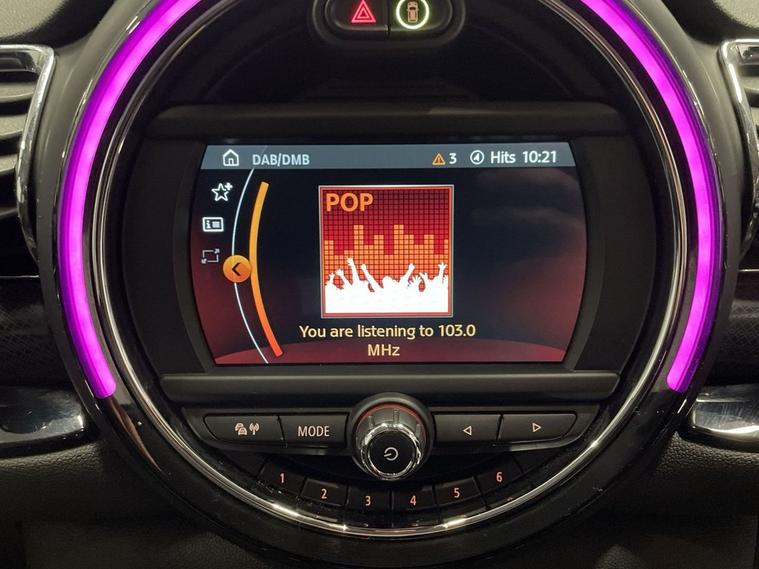 DAB/DMB 3 Hits 10:21
POP
You are listening to 103.0
MHz
MODE
1 2 3 4 5 6